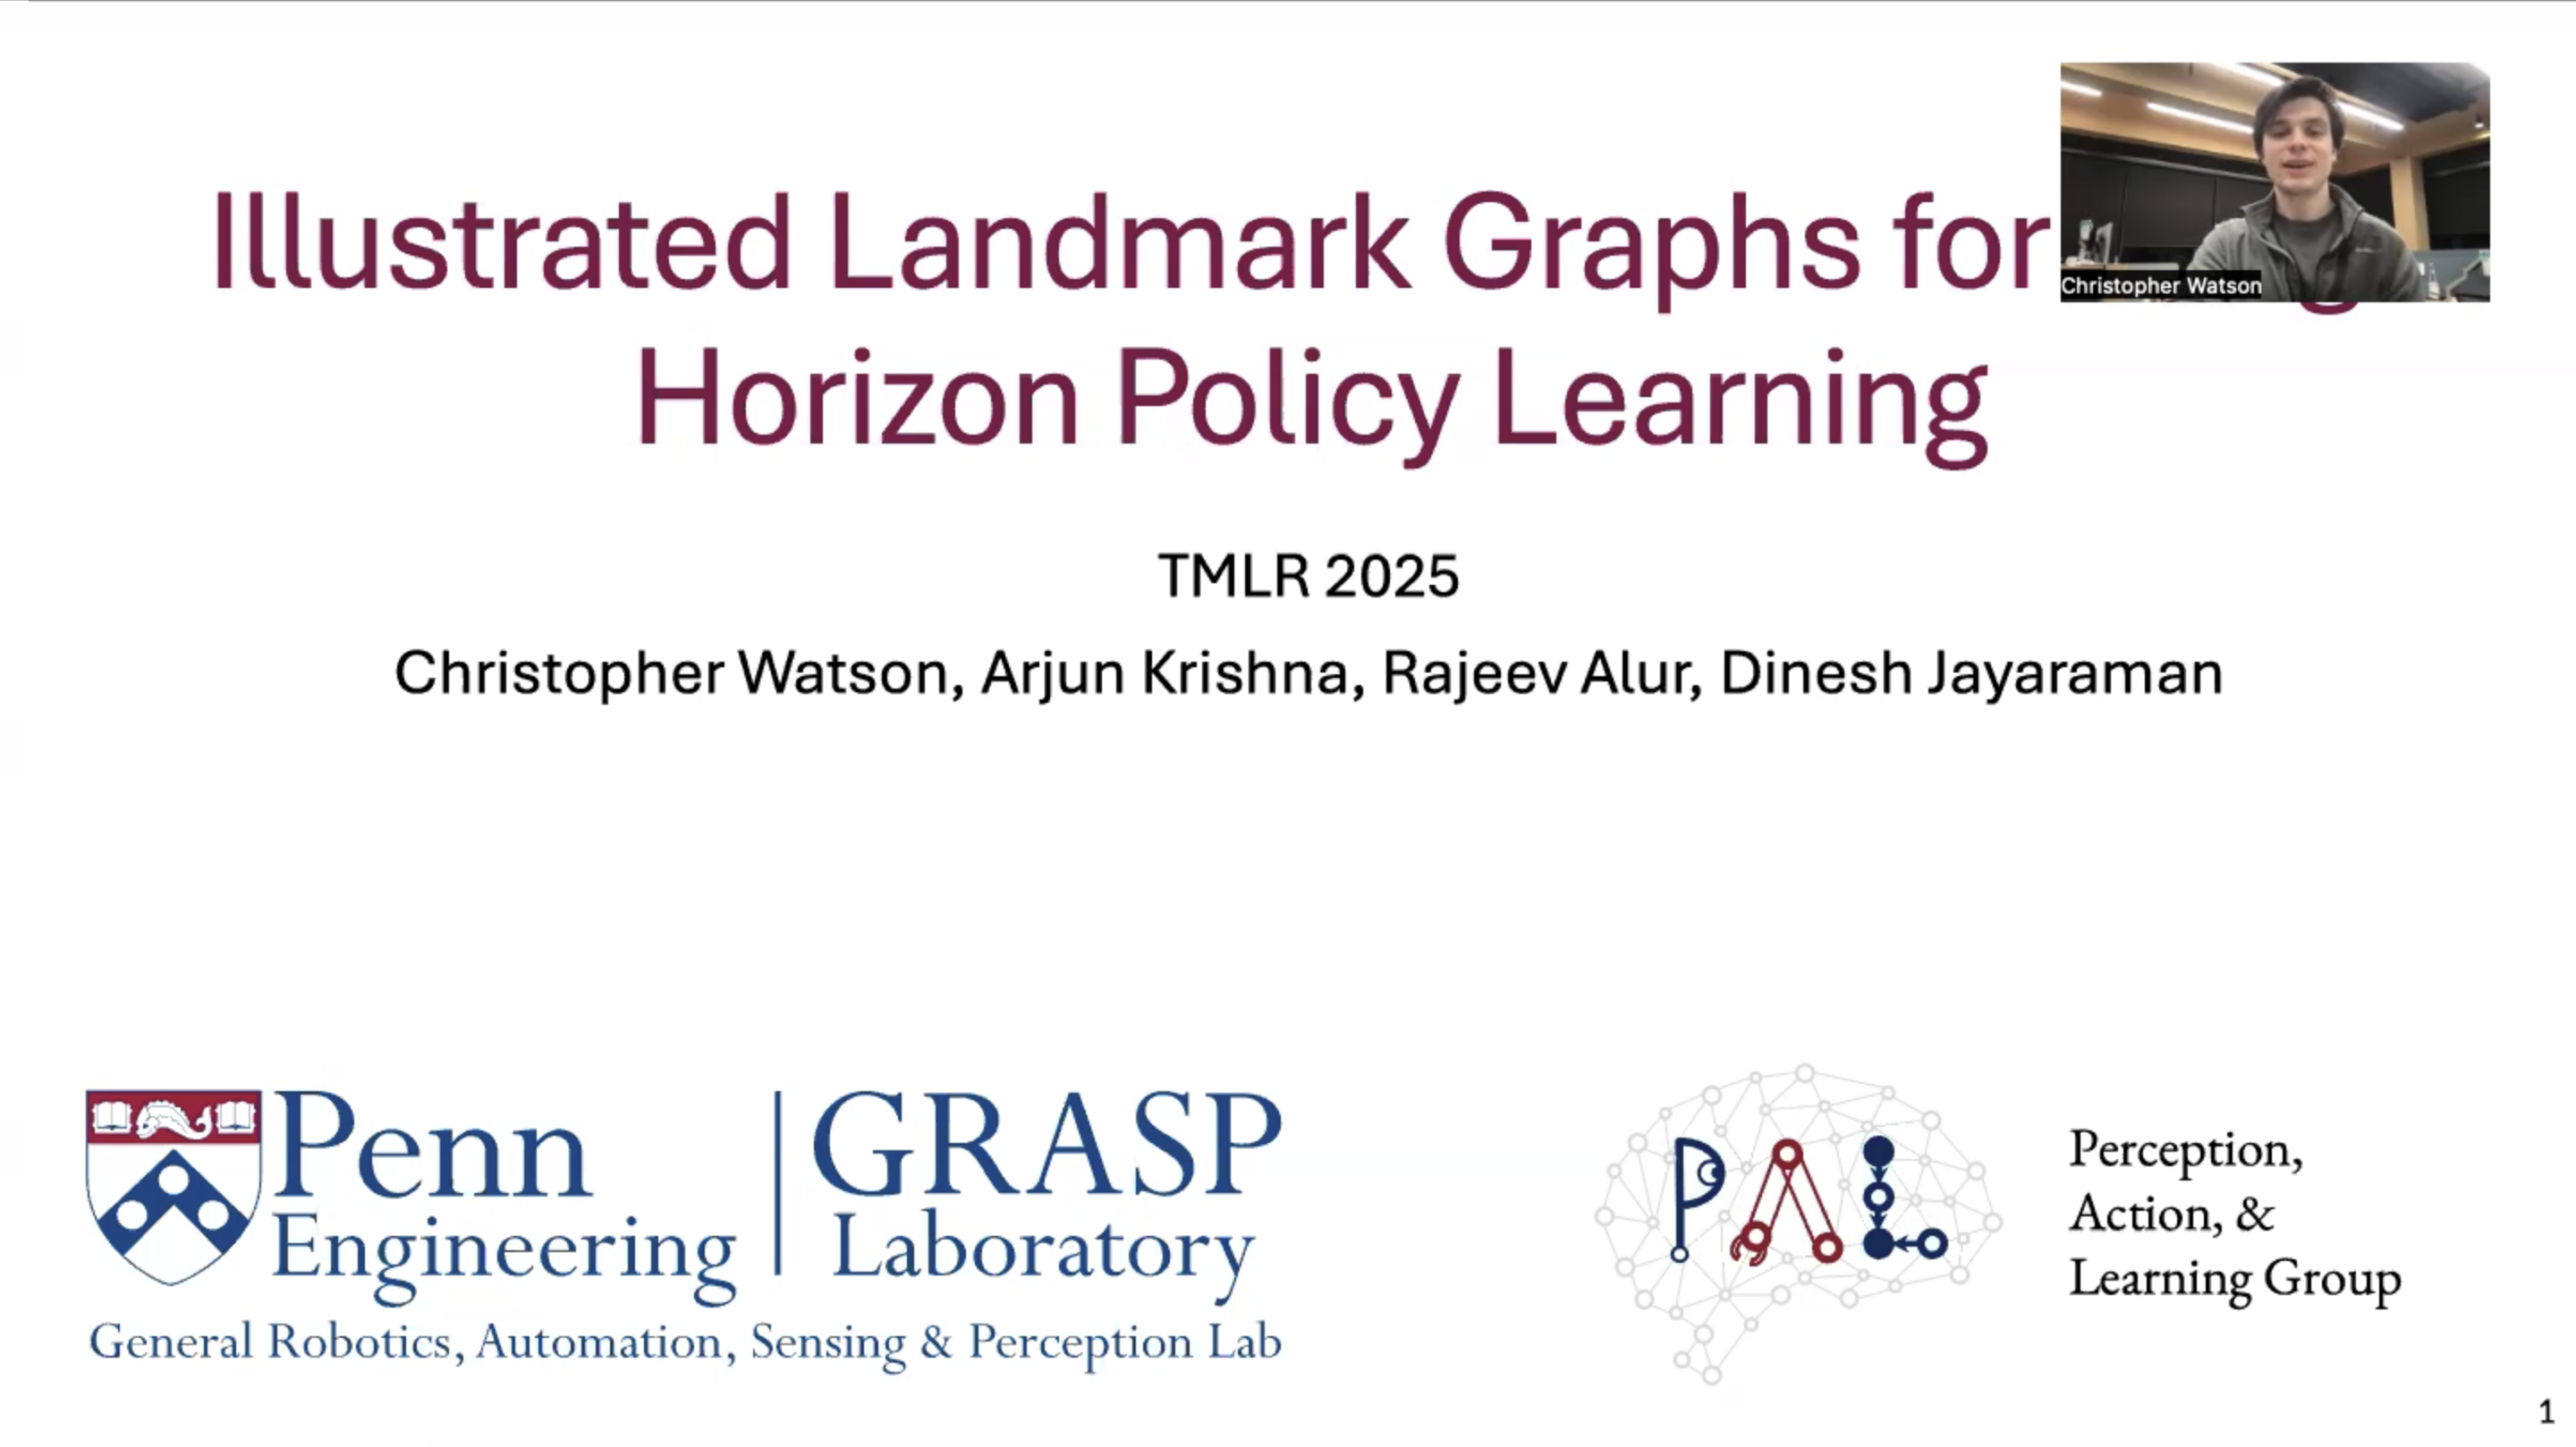 Illustrated Landmark Graphs for
Christopher Watson
Horizon Policy Learning
TMLR 2025
Christopher Watson, Arjun Krishna, Rajeev Alur, Dinesh Jayaraman
Penn
Engineering
GRASP
Laboratory
General Robotics, Automation, Sensing & Perception Lab
PAL
Perception,
Action, &
Learning Group
1